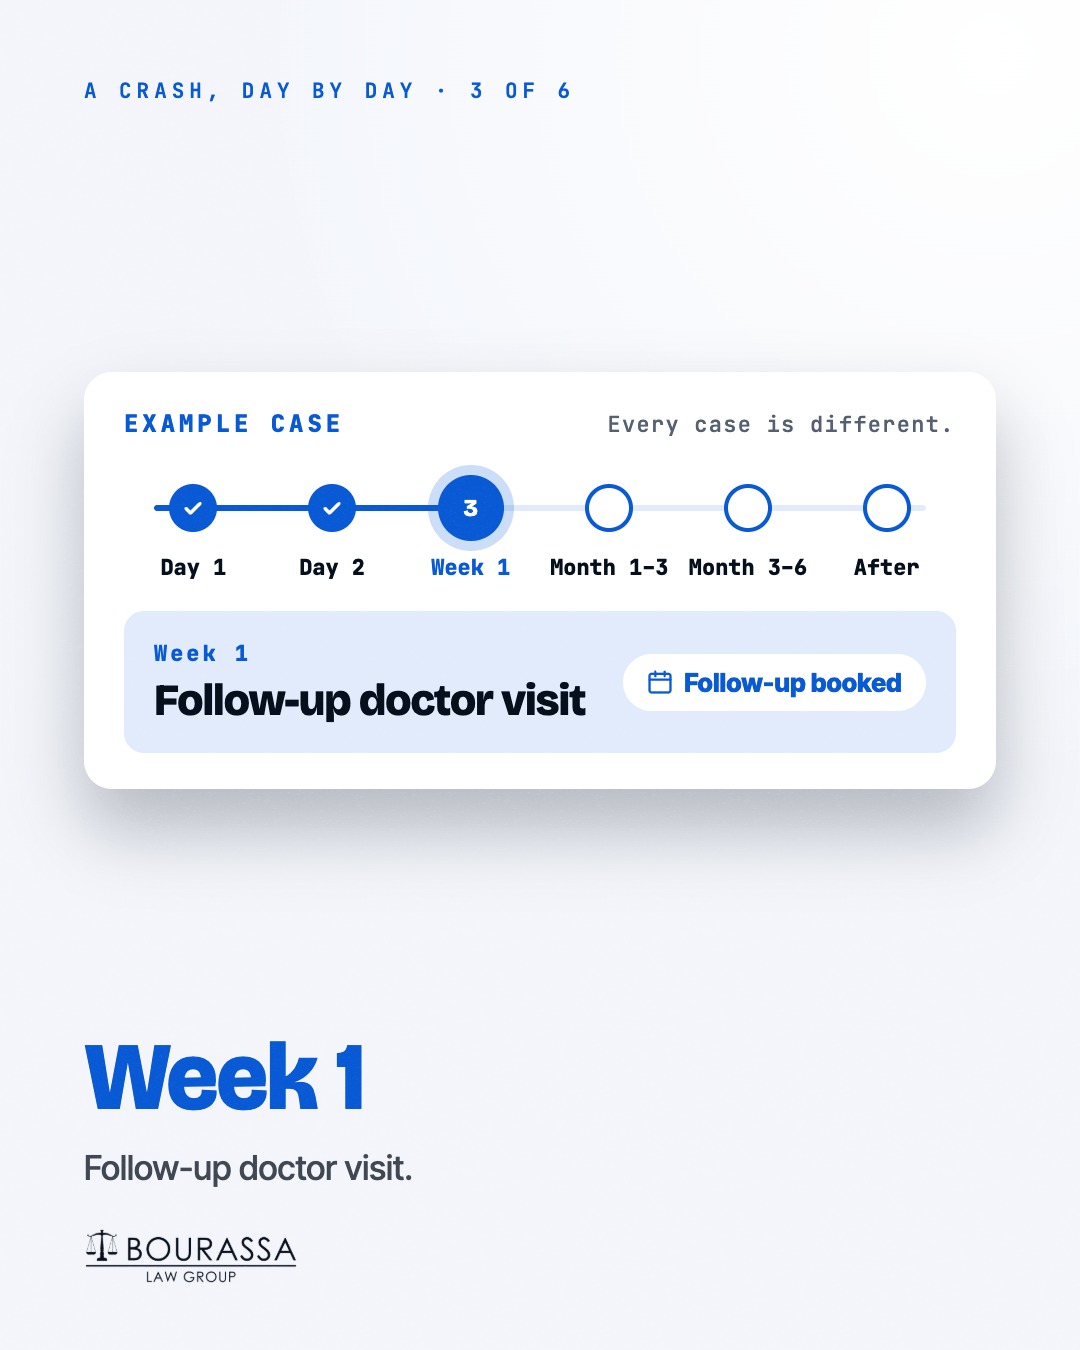 A CRASH, DAY BY DAY · 3 OF 6
EXAMPLE CASE
Every case is different.
3
Day 1
Day 2
Week 1
Month 1–3
Month 3–6
After
Week 1
Follow-up doctor visit
Follow-up booked
Week 1
Follow-up doctor visit.
BOURASSA
LAW GROUP